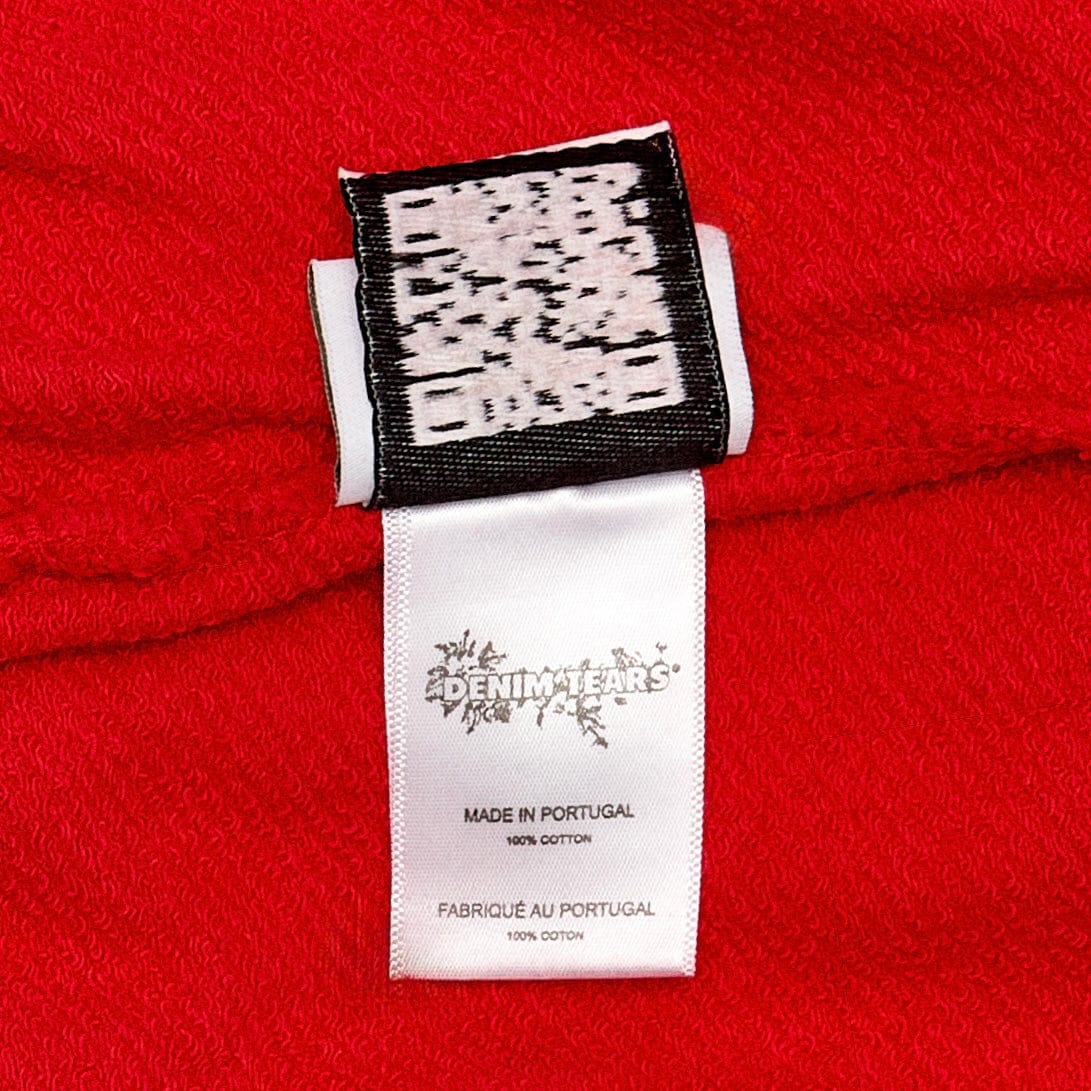 DENIM TEARS
MADE IN PORTUGAL
100% COTTON
FABRIQUÉ AU PORTUGAL
100% COTON